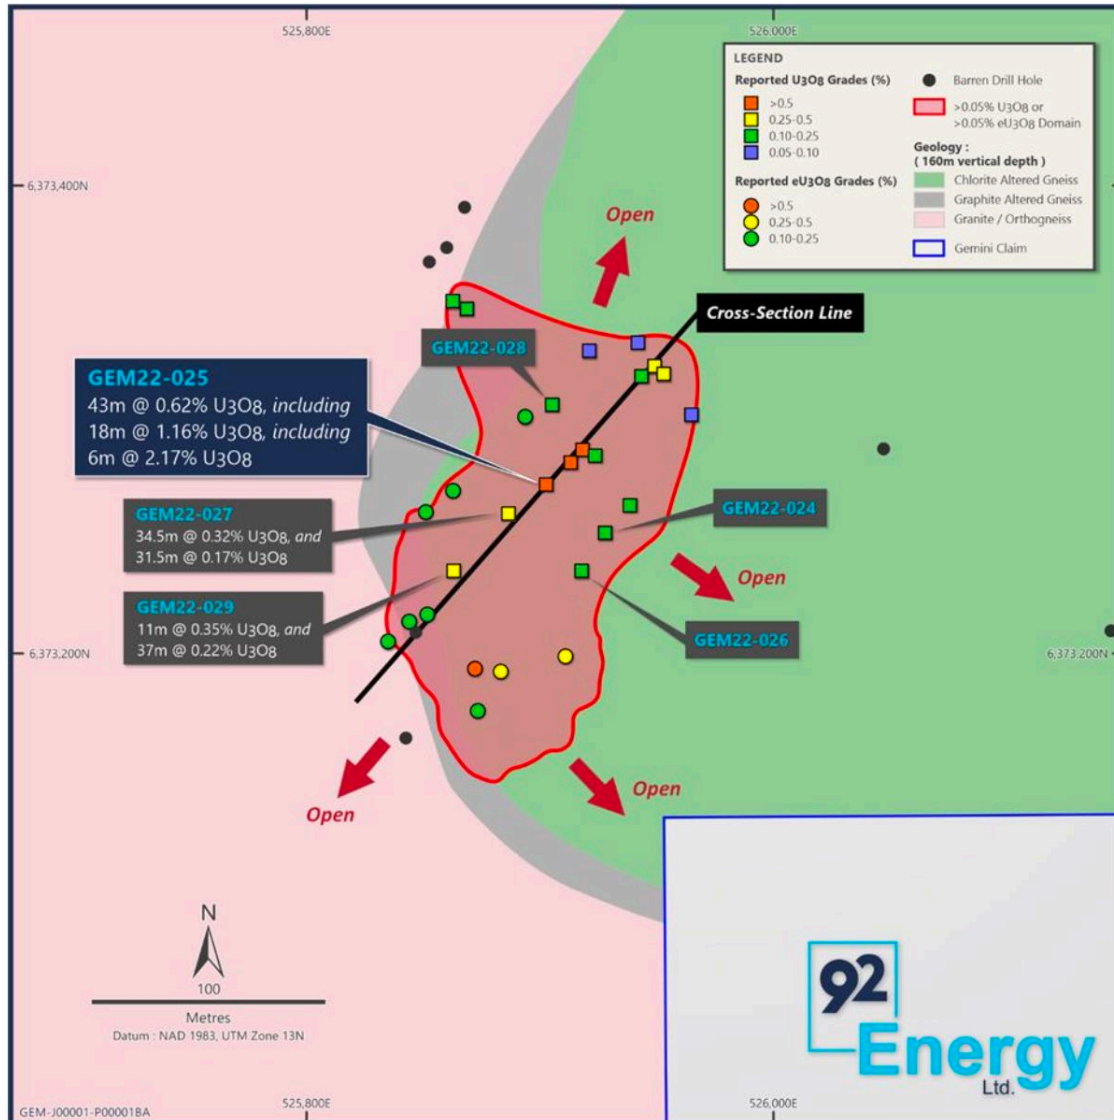 525,800E
526,000E
LEGEND
Reported U3O8 Grades (%)
>0.5
0.25-0.5
0.10-0.25
0.05-0.10
Reported eU3O8 Grades (%)
>0.5
0.25-0.5
0.10-0.25
Barren Drill Hole
>0.05% U3O8 or
>0.05% eU3O8 Domain
Geology :
( 160m vertical depth )
Chlorite Altered Gneiss
Graphite Altered Gneiss
Granite / Orthogneiss
Gemini Claim
6,373,400N
Open
Cross-Section Line
GEM22-028
GEM22-025
43m @ 0.62% U3O8, including
18m @ 1.16% U3O8, including
6m @ 2.17% U3O8
GEM22-027
34.5m @ 0.32% U3O8, and
31.5m @ 0.17% U3O8
GEM22-024
Open
GEM22-029
11m @ 0.35% U3O8, and
37m @ 0.22% U3O8
GEM22-026
6,373,200N
6,373,200N
Open
Open
N
100
Metres
Datum : NAD 1983, UTM Zone 13N
92
Energy
Ltd.
GEM-J00001-P00001BA
525,800E
526,000E